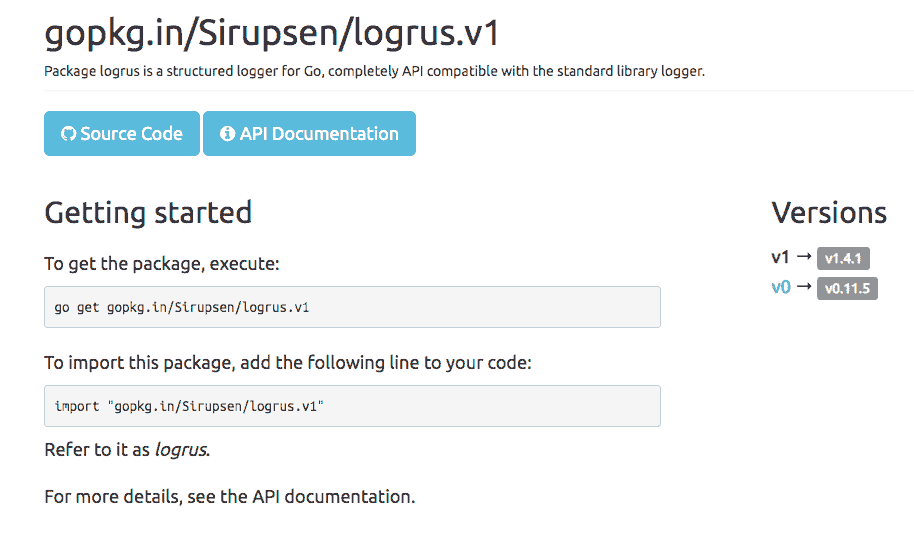 gopkg.in/Sirupsen/logrus.v1
Package logrus is a structured logger for Go, completely API compatible with the standard library logger.
Source Code
API Documentation
Getting started
To get the package, execute:
go get gopkg.in/Sirupsen/logrus.v1
To import this package, add the following line to your code:
import "gopkg.in/Sirupsen/logrus.v1"
Refer to it as logrus.
For more details, see the API documentation.
Versions
v1 → v1.4.1
v0 → v0.11.5